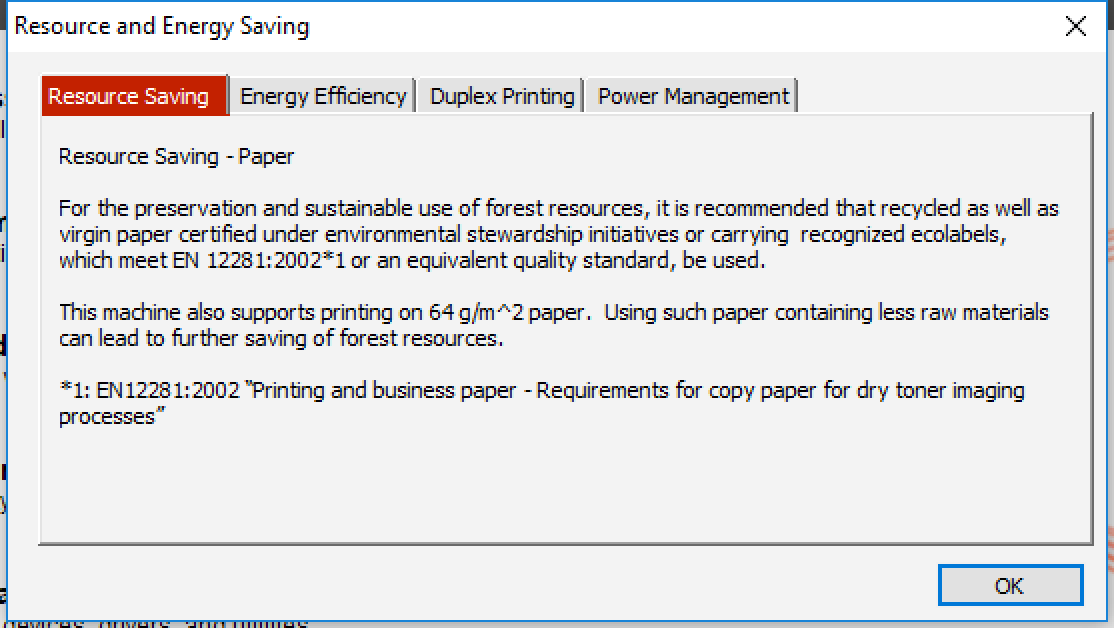 Resource and Energy Saving
Resource Saving
Energy Efficiency
Duplex Printing
Power Management
Resource Saving - Paper
For the preservation and sustainable use of forest resources, it is recommended that recycled as well as
virgin paper certified under environmental stewardship initiatives or carrying  recognized ecolabels,
which meet EN 12281:2002*1 or an equivalent quality standard, be used.
This machine also supports printing on 64 g/m^2 paper.  Using such paper containing less raw materials
can lead to further saving of forest resources.
*1: EN12281:2002 “Printing and business paper - Requirements for copy paper for dry toner imaging
processes”
OK
devices, drivers, and utilities